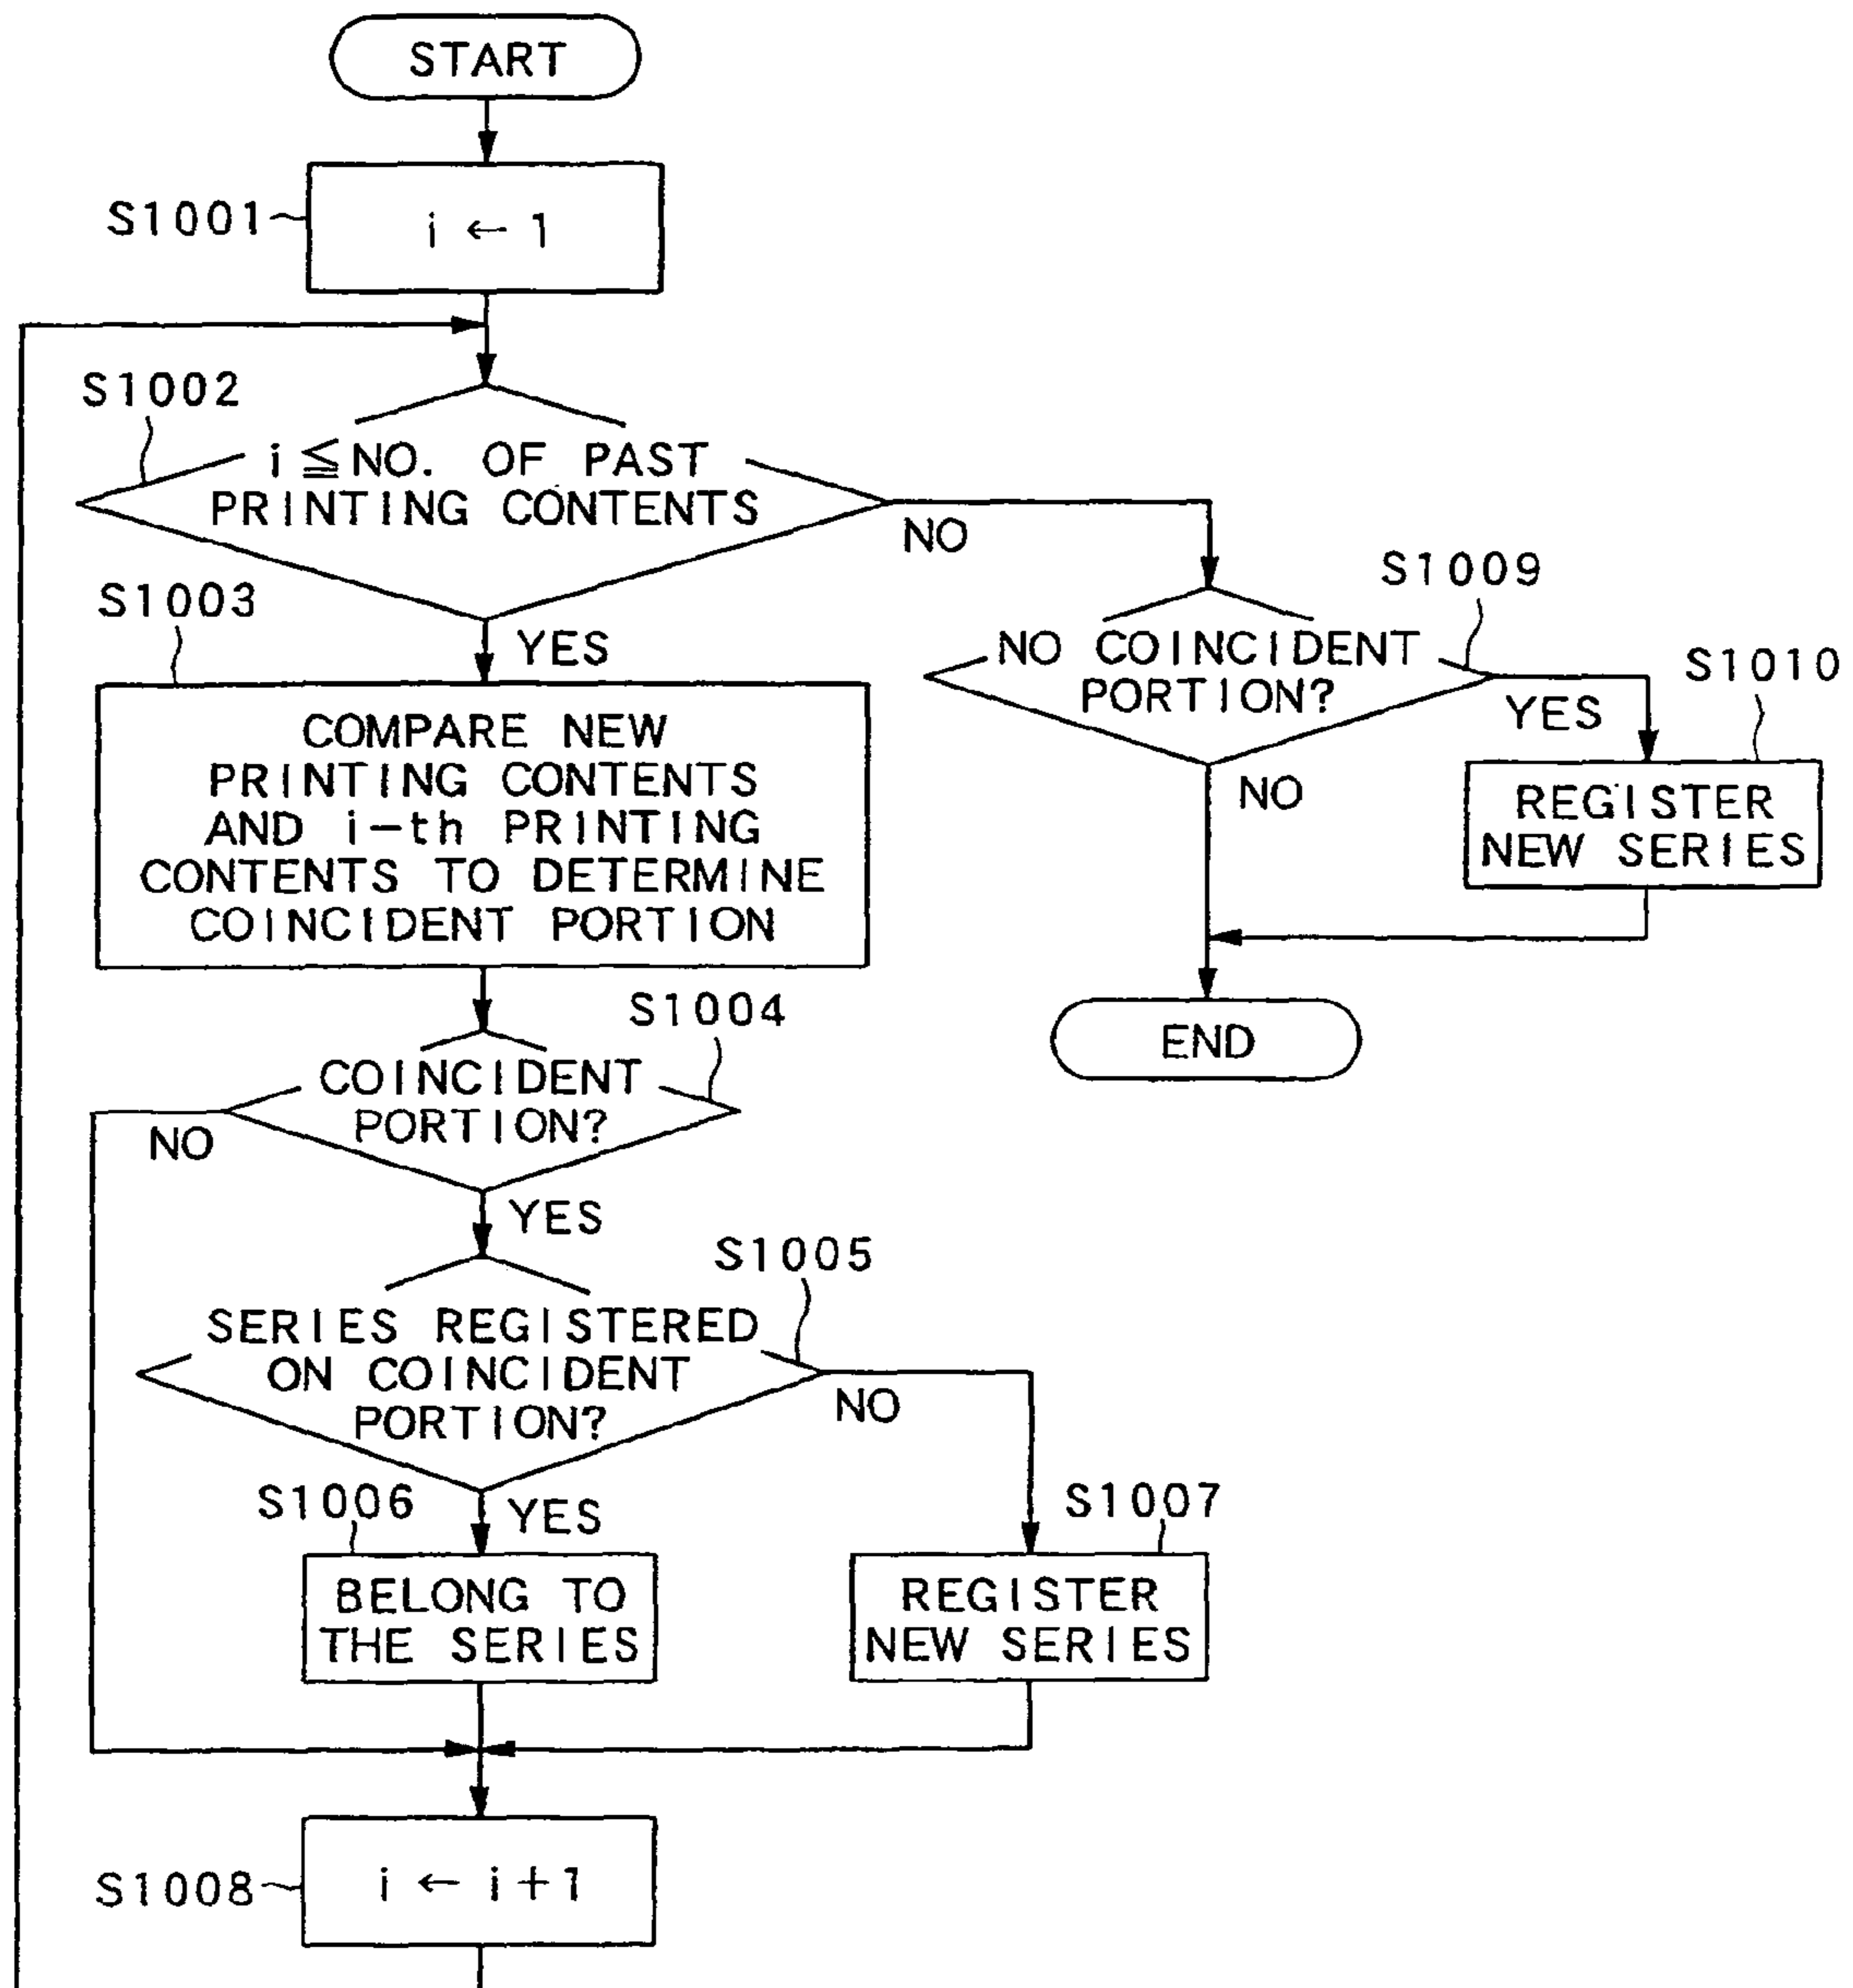 START
S1001
i ← 1
S1002
i ≦ NO. OF PAST
PRINTING CONTENTS
NO
YES
S1003
COMPARE NEW
PRINTING CONTENTS
AND i-th PRINTING
CONTENTS TO DETERMINE
COINCIDENT PORTION
S1009
NO COINCIDENT
PORTION?
YES
NO
S1010
REGISTER
NEW SERIES
END
S1004
COINCIDENT
PORTION?
NO
YES
S1005
SERIES REGISTERED
ON COINCIDENT
PORTION?
NO
YES
S1006
BELONG TO
THE SERIES
S1007
REGISTER
NEW SERIES
S1008
i ← i+1